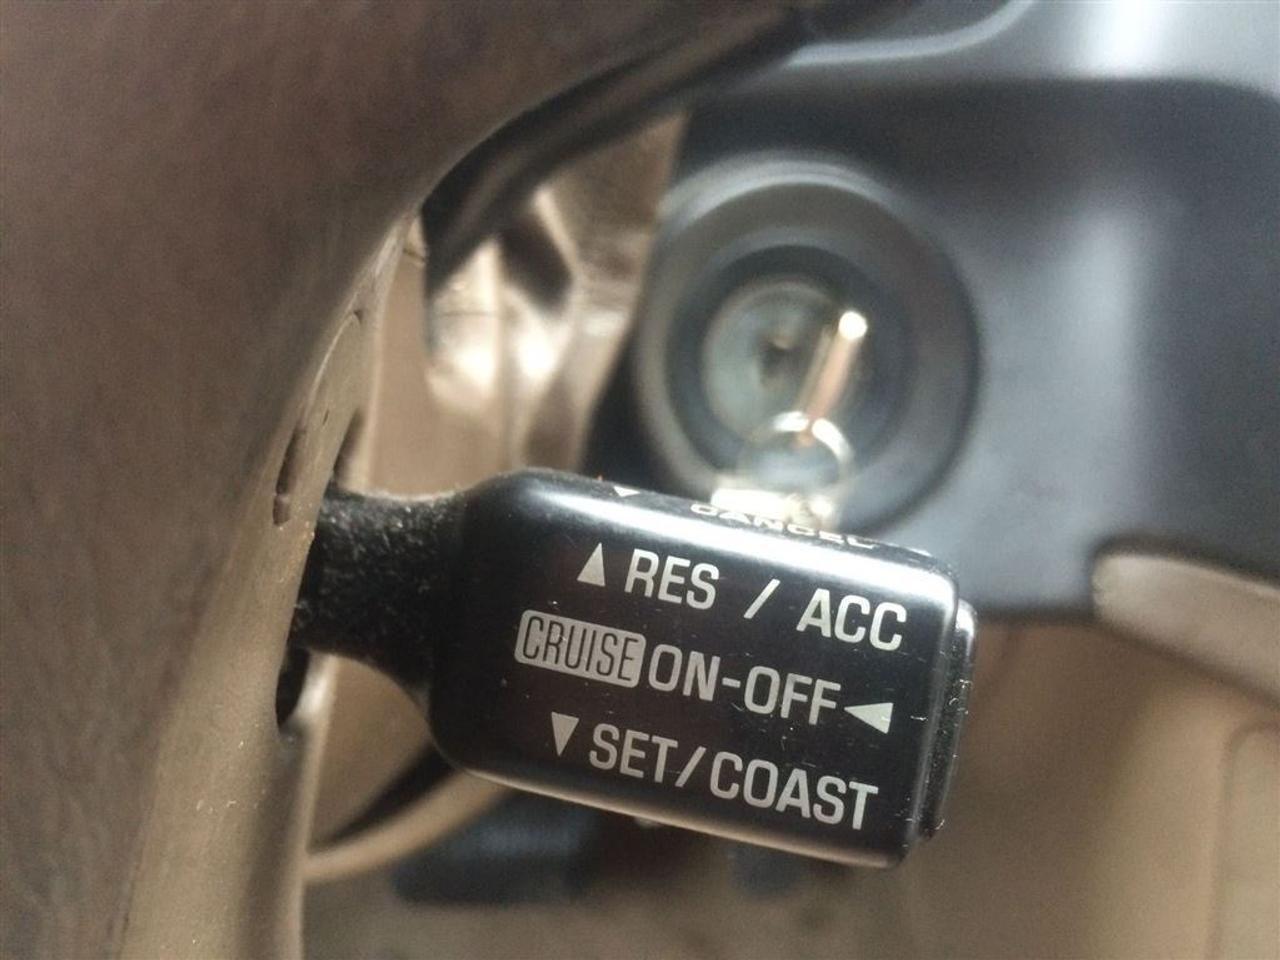 ▼
CANCEL
▲ RES / ACC
CRUISE ON-OFF ◀
▼ SET/COAST